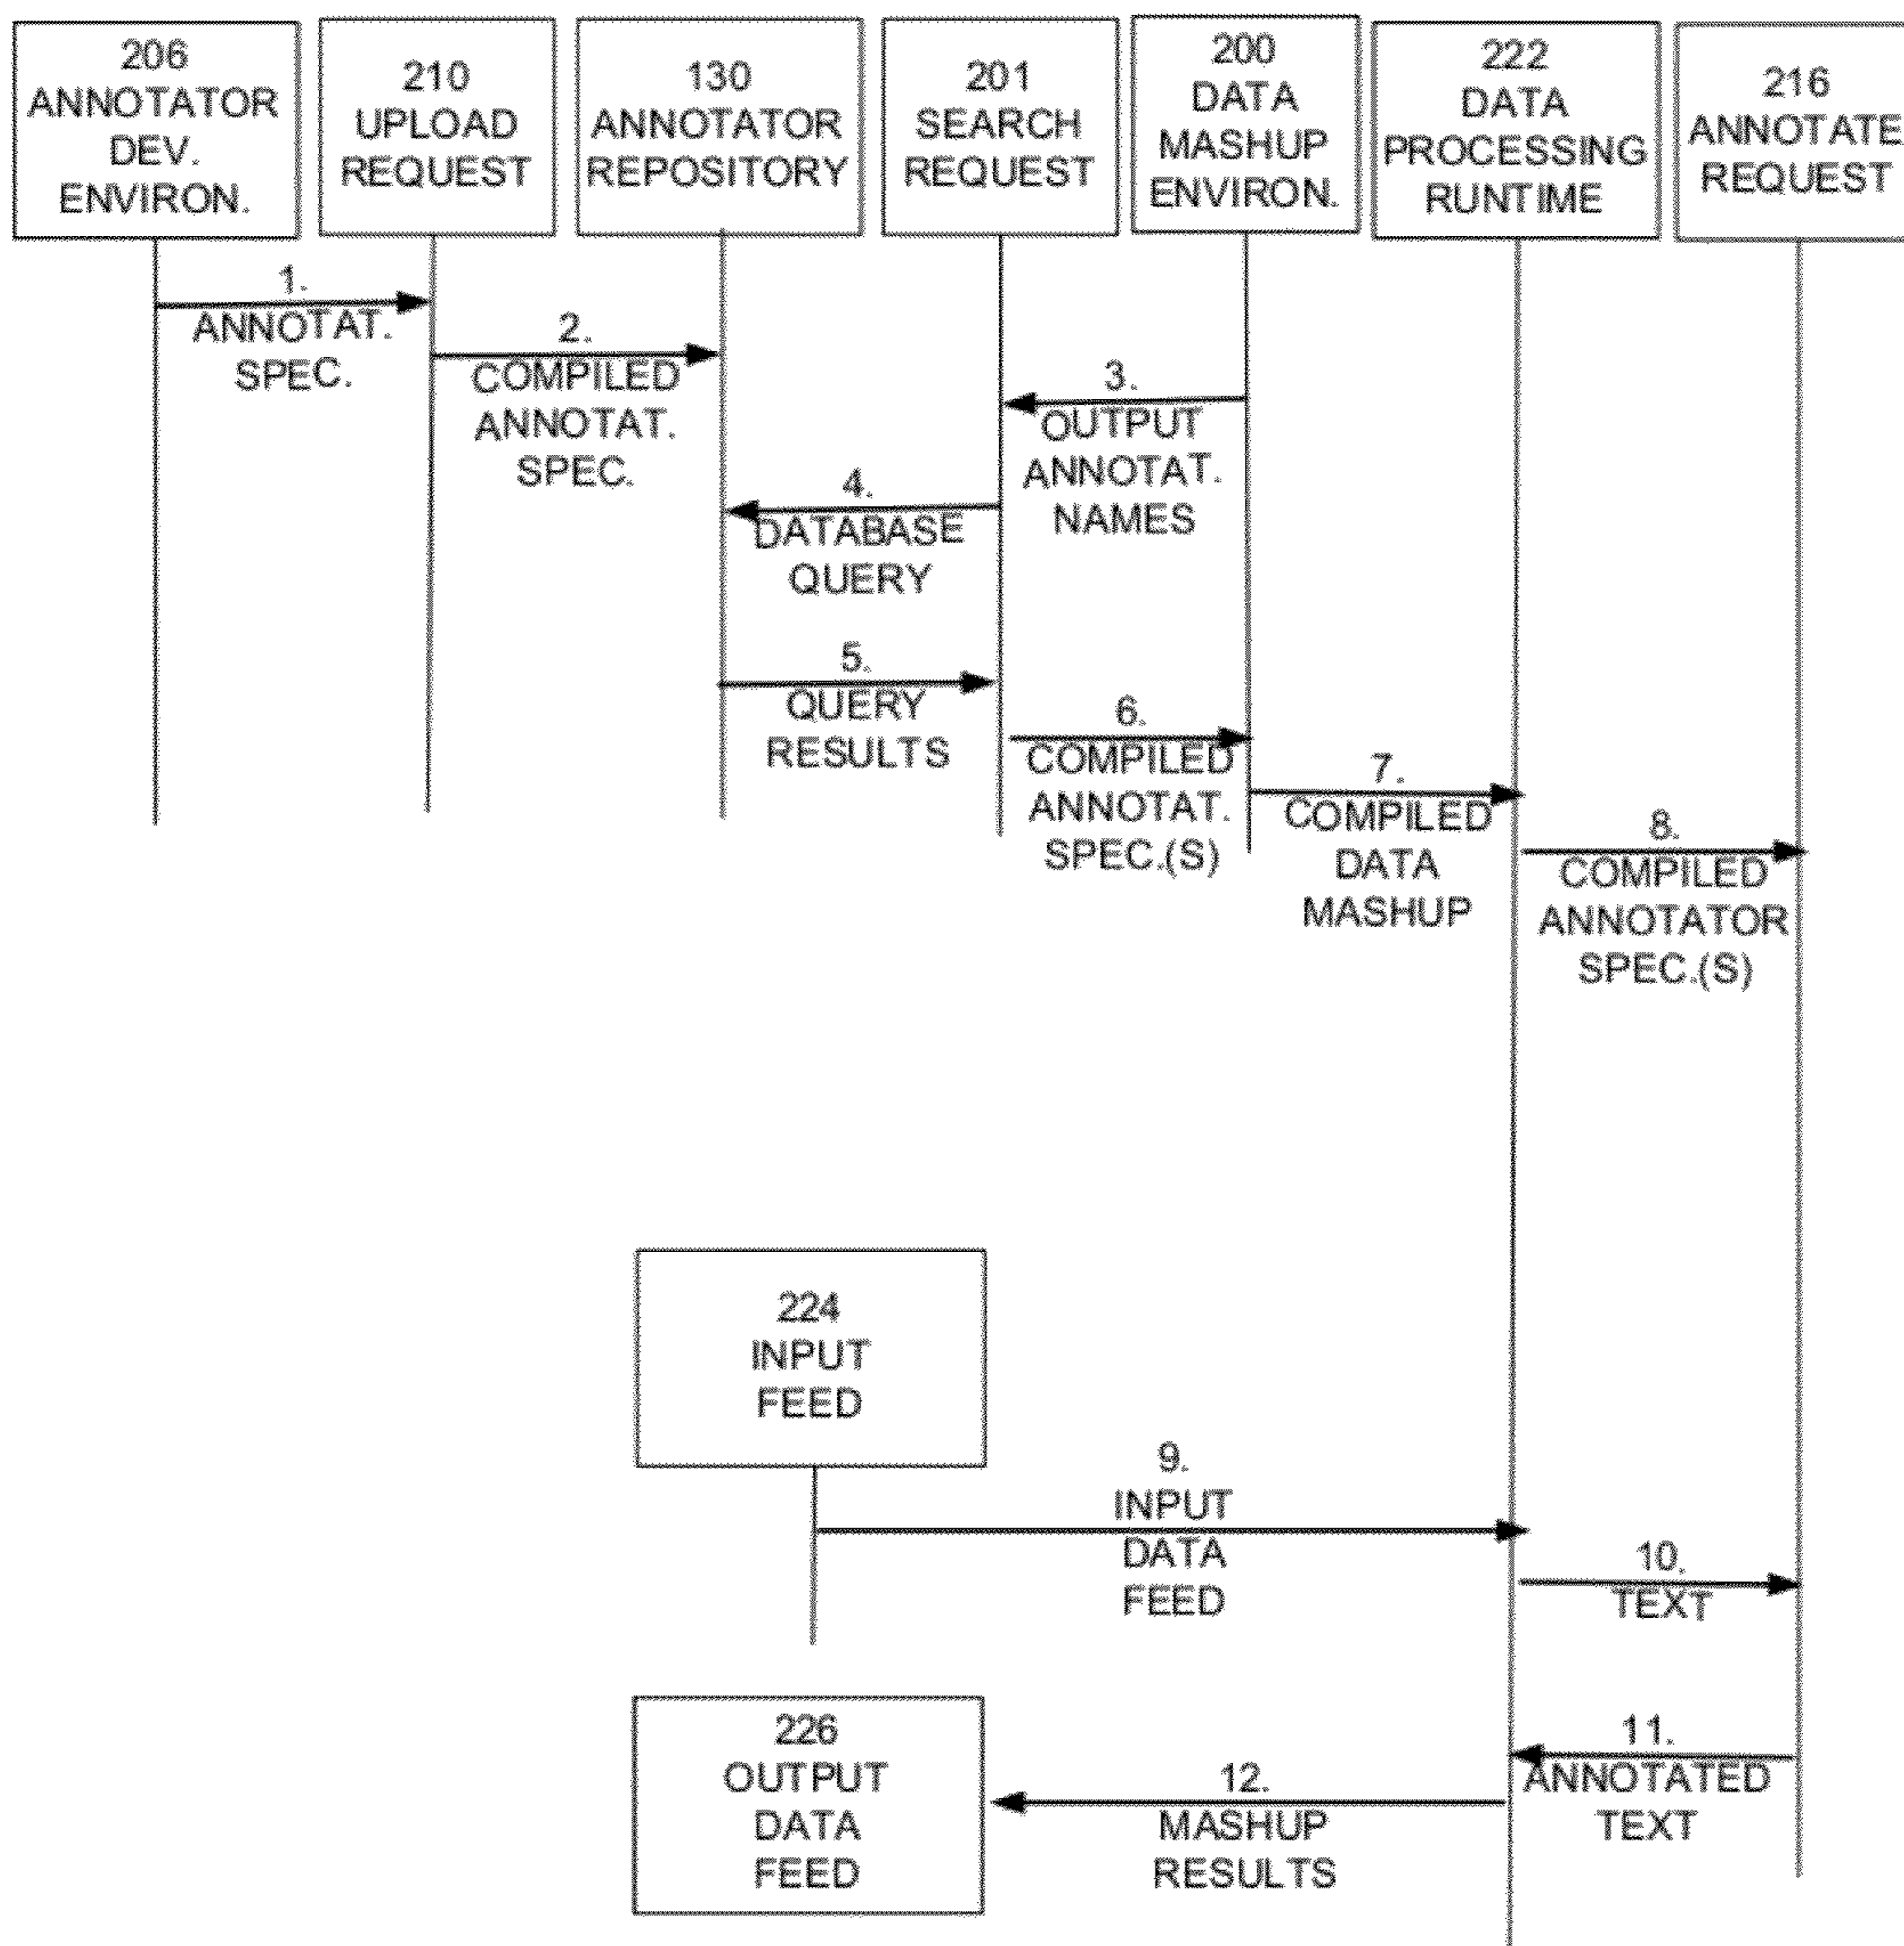 206
ANNOTATOR
DEV.
ENVIRON.
210
UPLOAD
REQUEST
130
ANNOTATOR
REPOSITORY
201
SEARCH
REQUEST
200
DATA
MASHUP
ENVIRON.
222
DATA
PROCESSING
RUNTIME
216
ANNOTATE
REQUEST
1.
ANNOTAT.
SPEC.
2.
COMPILED
ANNOTAT.
SPEC.
3.
OUTPUT
ANNOTAT.
NAMES
4.
DATABASE
QUERY
5.
QUERY
RESULTS
6.
COMPILED
ANNOTAT.
SPEC.(S)
7.
COMPILED
DATA
MASHUP
8.
COMPILED
ANNOTATOR
SPEC.(S)
224
INPUT
FEED
9.
INPUT
DATA
FEED
10.
TEXT
226
OUTPUT
DATA
FEED
11.
ANNOTATED
TEXT
12.
MASHUP
RESULTS